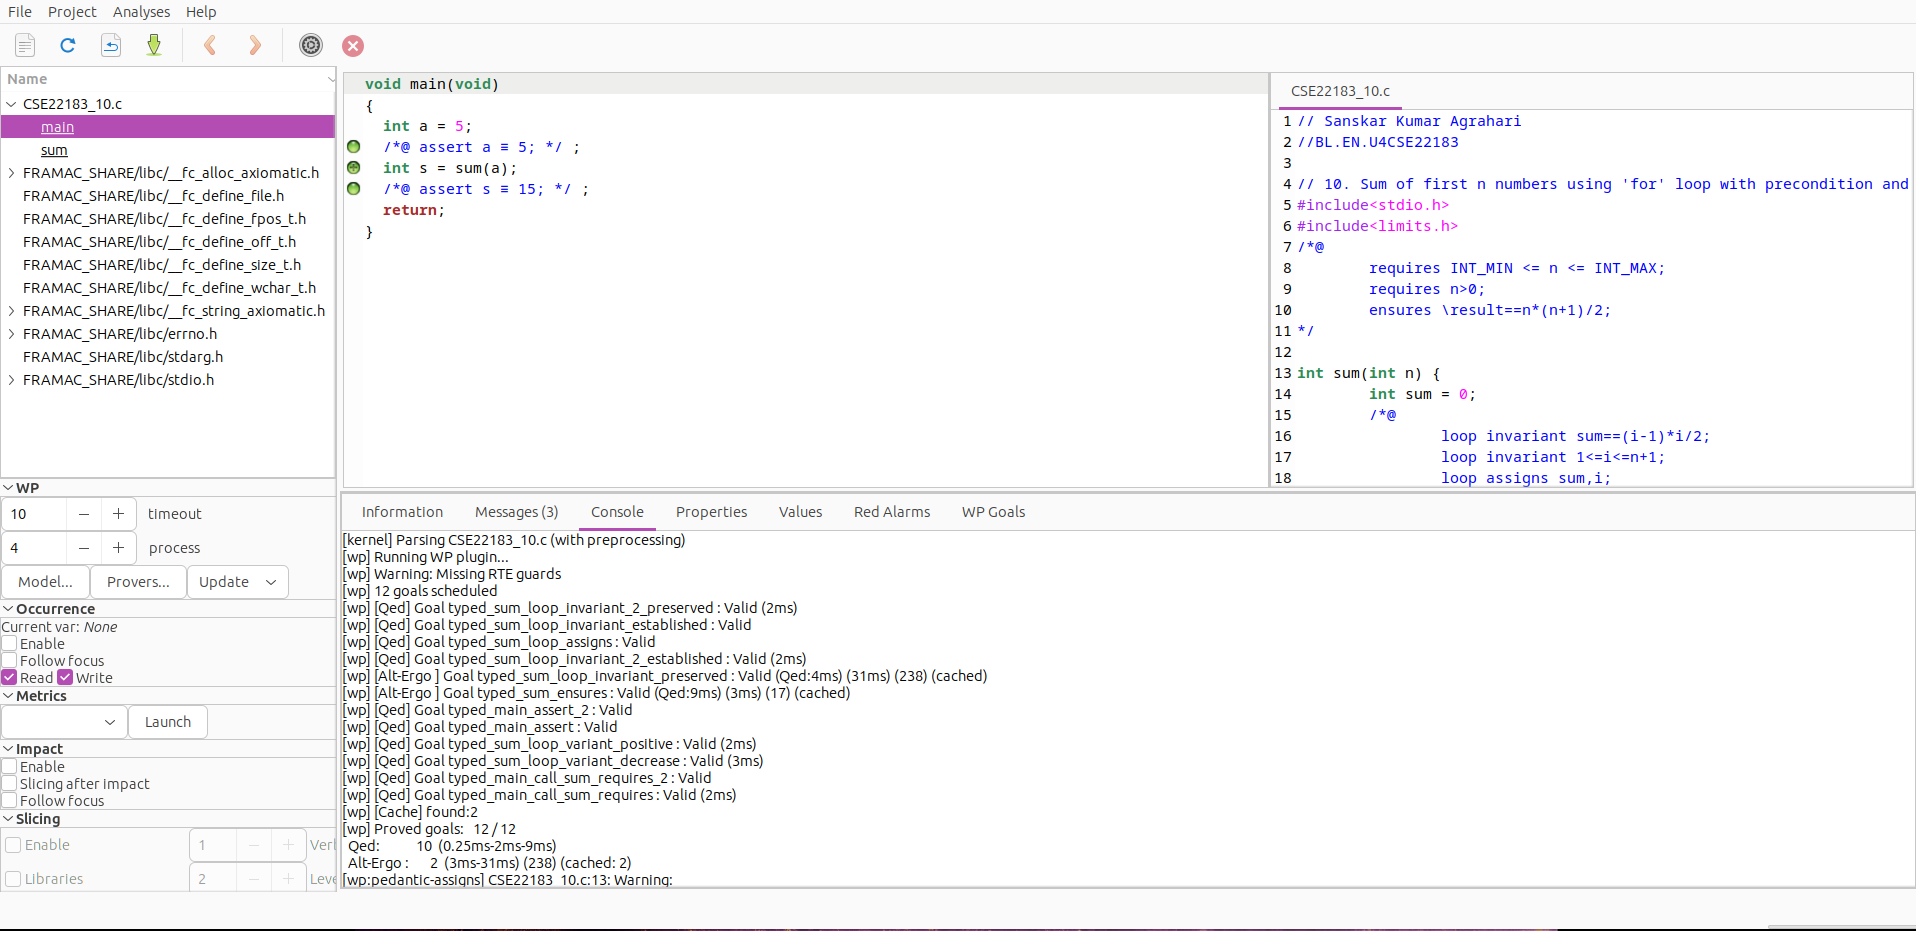 File Project Analyses Help
Name
CSE22183_10.c
main
sum
FRAMAC_SHARE/libc/__fc_alloc_axiomatic.h
FRAMAC_SHARE/libc/__fc_define_file.h
FRAMAC_SHARE/libc/__fc_define_fpos_t.h
FRAMAC_SHARE/libc/__fc_define_off_t.h
FRAMAC_SHARE/libc/__fc_define_size_t.h
FRAMAC_SHARE/libc/__fc_define_wchar_t.h
FRAMAC_SHARE/libc/__fc_string_axiomatic.h
FRAMAC_SHARE/libc/errno.h
FRAMAC_SHARE/libc/stdarg.h
FRAMAC_SHARE/libc/stdio.h
WP
10 − + timeout
4 − + process
Model... Provers... Update
Occurrence
Current var: None
Enable
Follow focus
Read Write
Metrics
Launch
Impact
Enable
Slicing after impact
Follow focus
Slicing
Enable 1 − + Ver
Libraries 2 − + Leve
void main(void)
{
int a = 5;
/*@ assert a ≡ 5; */ ;
int s = sum(a);
/*@ assert s ≡ 15; */ ;
return;
}
CSE22183_10.c
1 // Sanskar Kumar Agrahari
2 //BL.EN.U4CSE22183
3
4 // 10. Sum of first n numbers using 'for' loop with precondition and
5 #include<stdio.h>
6 #include<limits.h>
7 /*@
8 requires INT_MIN <= n <= INT_MAX;
9 requires n>0;
10 ensures \result==n*(n+1)/2;
11 */
12
13 int sum(int n) {
14 int sum = 0;
15 /*@
16 loop invariant sum==(i-1)*i/2;
17 loop invariant 1<=i<=n+1;
18 loop assigns sum,i;
Information Messages (3) Console Properties Values Red Alarms WP Goals
[kernel] Parsing CSE22183_10.c (with preprocessing)
[wp] Running WP plugin...
[wp] Warning: Missing RTE guards
[wp] 12 goals scheduled
[wp] [Qed] Goal typed_sum_loop_invariant_2_preserved : Valid (2ms)
[wp] [Qed] Goal typed_sum_loop_invariant_established : Valid
[wp] [Qed] Goal typed_sum_loop_assigns : Valid
[wp] [Qed] Goal typed_sum_loop_invariant_2_established : Valid (2ms)
[wp] [Alt-Ergo ] Goal typed_sum_loop_invariant_preserved : Valid (Qed:4ms) (31ms) (238) (cached)
[wp] [Alt-Ergo ] Goal typed_sum_ensures : Valid (Qed:9ms) (3ms) (17) (cached)
[wp] [Qed] Goal typed_main_assert_2 : Valid
[wp] [Qed] Goal typed_main_assert : Valid
[wp] [Qed] Goal typed_sum_loop_variant_positive : Valid (2ms)
[wp] [Qed] Goal typed_sum_loop_variant_decrease : Valid (3ms)
[wp] [Qed] Goal typed_main_call_sum_requires_2 : Valid
[wp] [Qed] Goal typed_main_call_sum_requires : Valid (2ms)
[wp] [Cache] found:2
[wp] Proved goals: 12 / 12
Qed: 10 (0.25ms-2ms-9ms)
Alt-Ergo : 2 (3ms-31ms) (238) (cached: 2)
[wp:pedantic-assigns] CSE22183_10.c:13: Warning: